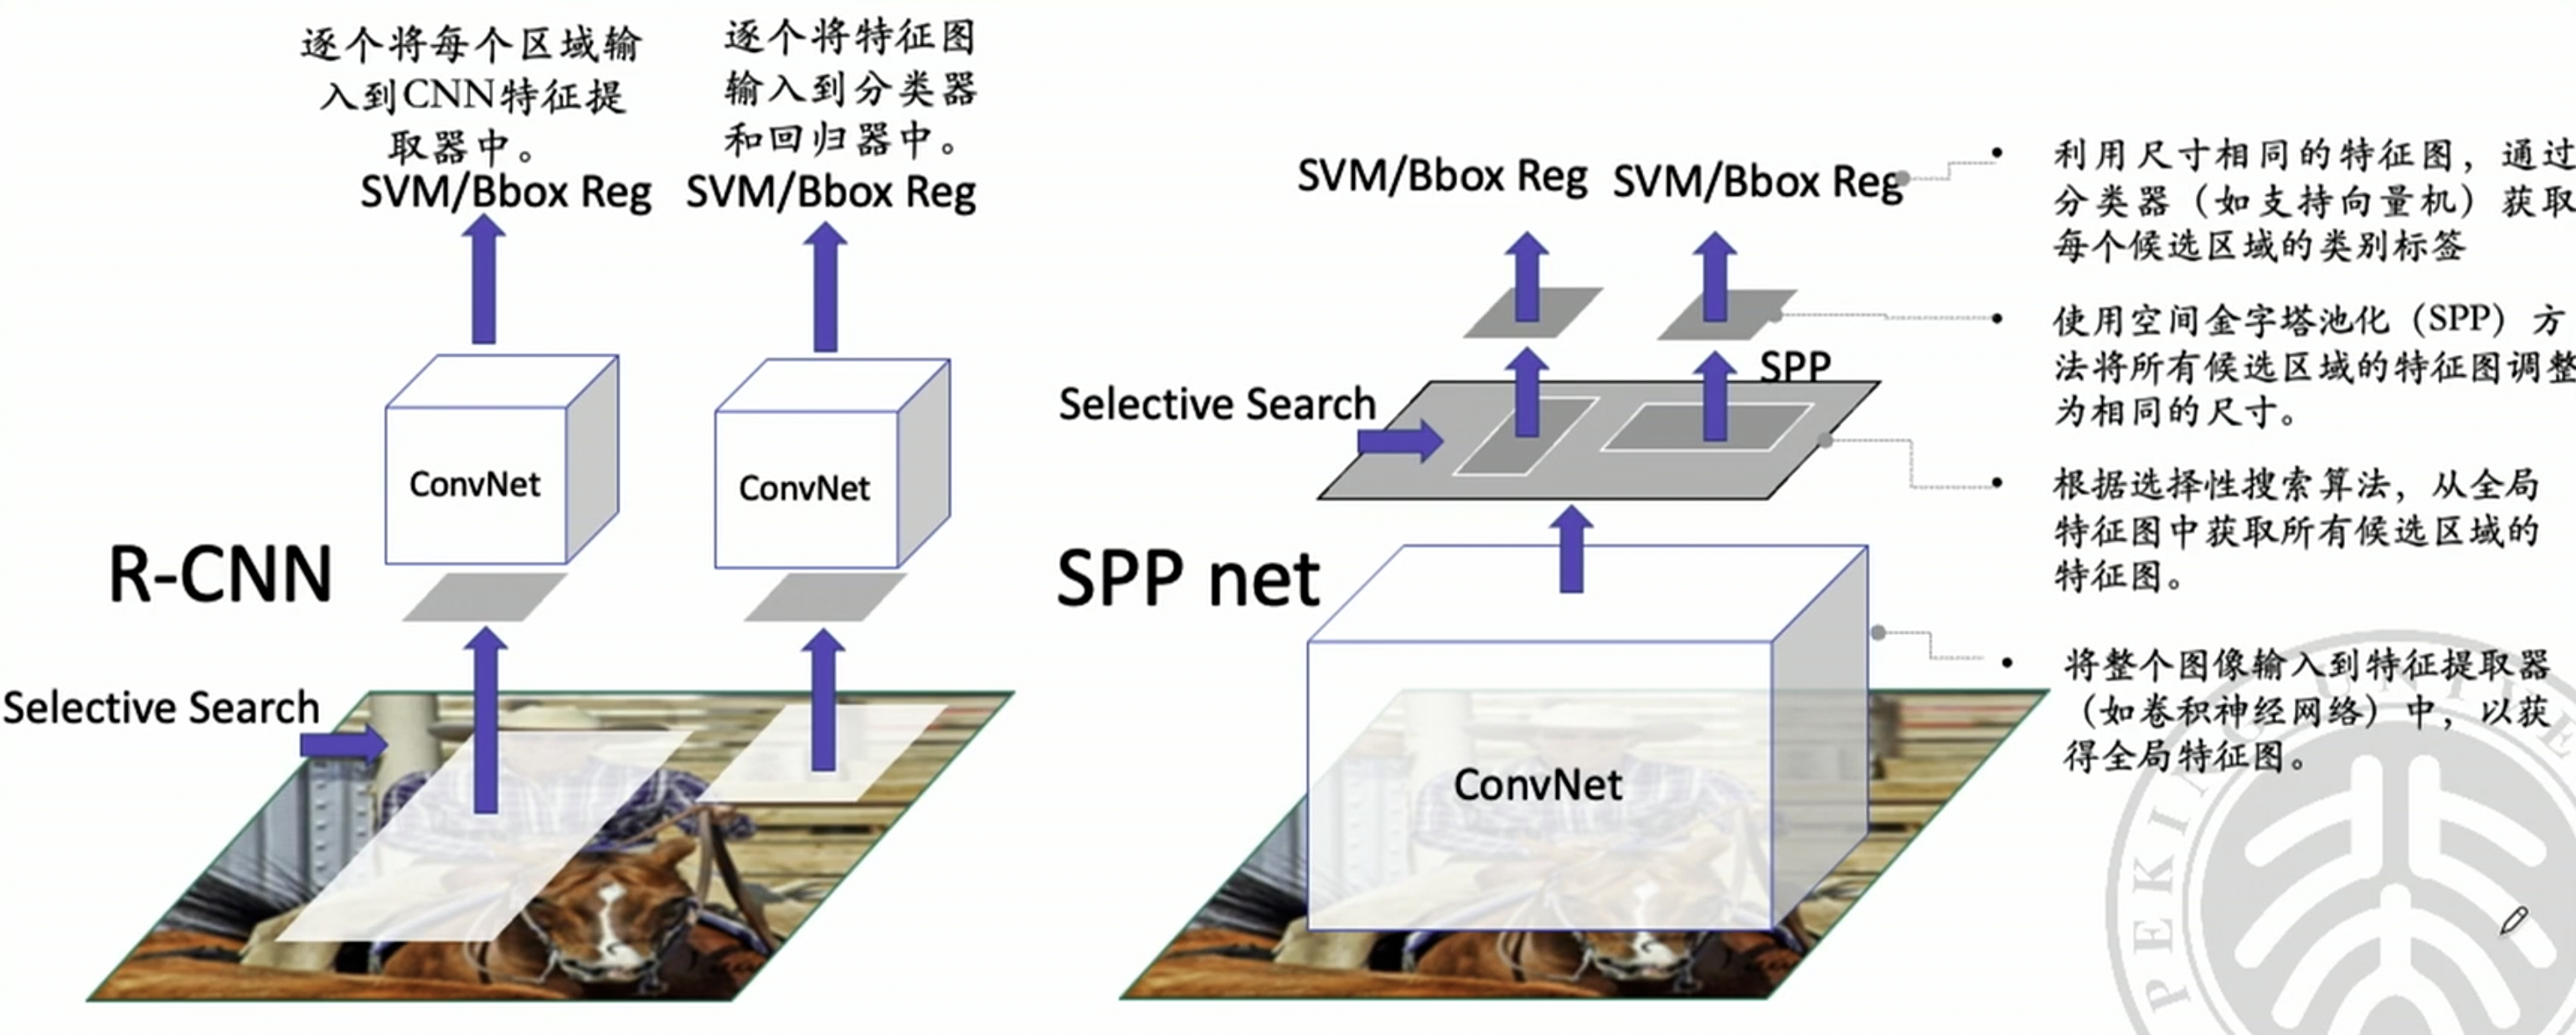 逐个将每个区域输
入到CNN特征提
取器中。
逐个将特征图
输入到分类器
和回归器中。
SVM/Bbox Reg
SVM/Bbox Reg
ConvNet
ConvNet
R-CNN
Selective Search
SVM/Bbox Reg
SVM/Bbox Reg
SPP
Selective Search
SPP net
ConvNet
• 利用尺寸相同的特征图，通过
分类器（如支持向量机）获取
每个候选区域的类别标签
• 使用空间金字塔池化（SPP）方
法将所有候选区域的特征图调整
为相同的尺寸。
• 根据选择性搜索算法，从全局
特征图中获取所有候选区域的
特征图。
• 将整个图像输入到特征提取器
（如卷积神经网络）中，以获
得全局特征图。
PEKIN
UNIVE